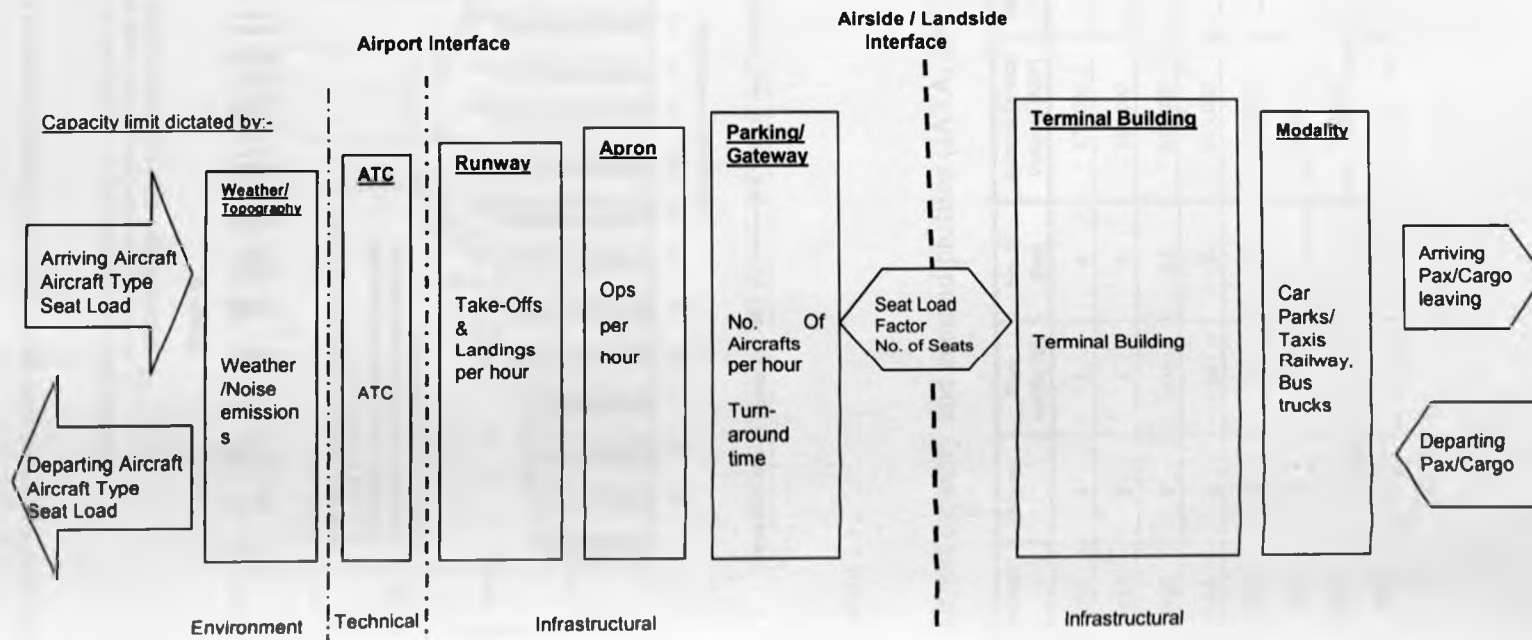 Airside / Landside
Interface
Airport Interface
Capacity limit dictated by:-
Arriving Aircraft
Aircraft Type
Seat Load
Departing Aircraft
Aircraft Type
Seat Load
Weather/
Topography
Weather
/Noise
emission
s
ATC
ATC
Runway
Take-Offs
&
Landings
per hour
Apron
Ops
per
hour
Parking/
Gateway
No. Of
Aircrafts
per hour
Turn-
around
time
Seat Load
Factor
No. of Seats
Terminal Building
Terminal Building
Modality
Car
Parks/
Taxis
Railway.
Bus
trucks
Arriving
Pax/Cargo
leaving
Departing
Pax/Cargo
Environment
Technical
Infrastructural
Infrastructural